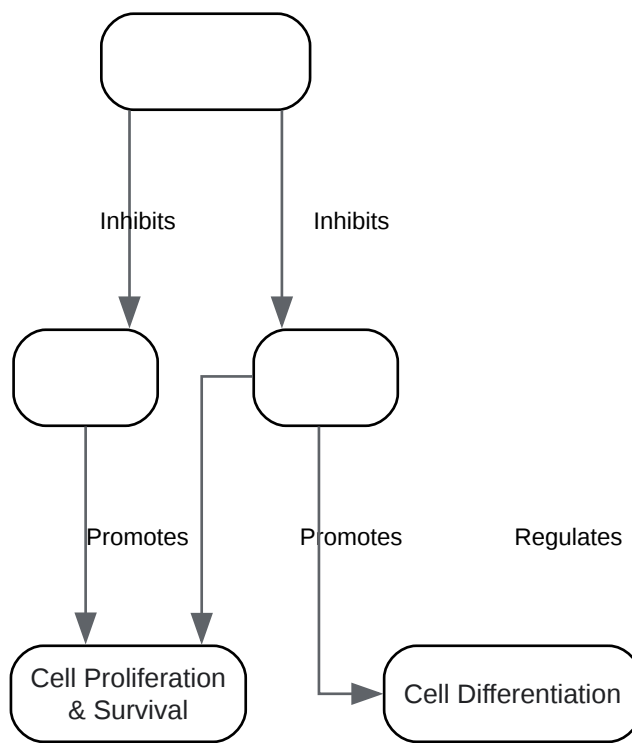 Inhibits
Inhibits
Promotes
Promotes
Regulates
Cell Proliferation
& Survival
Cell Differentiation